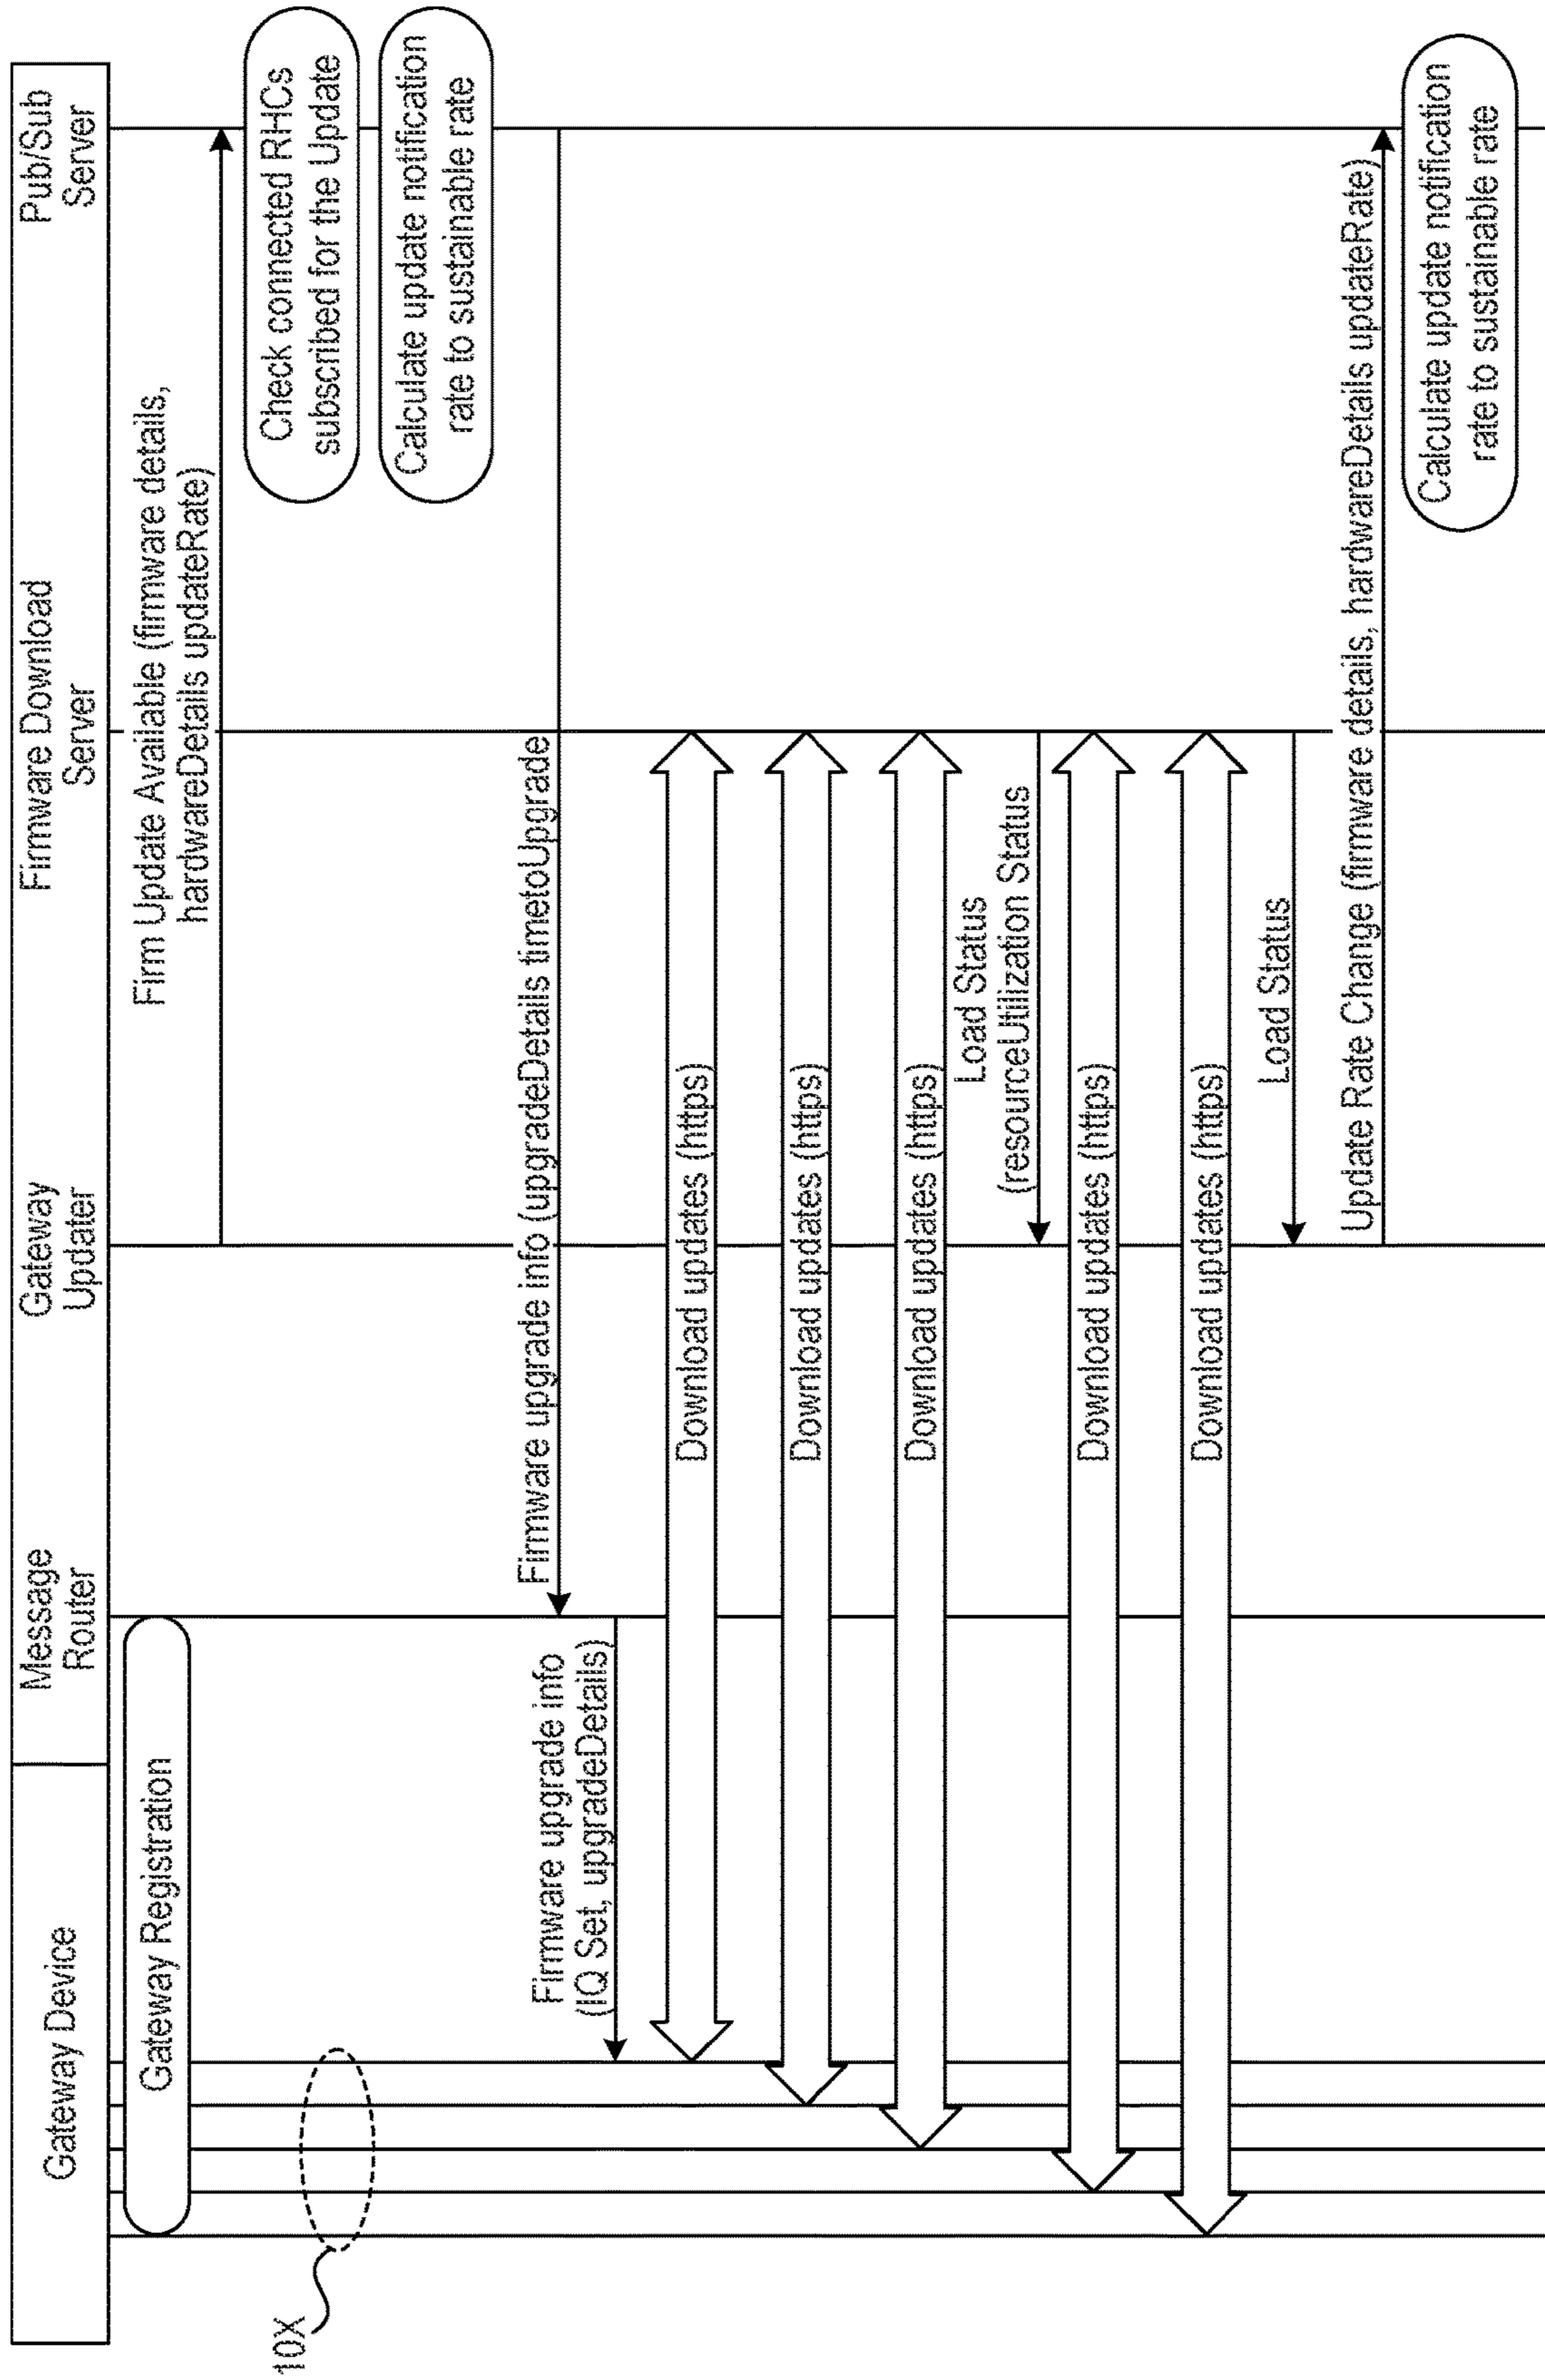 Gateway Device
Message
Router
Gateway
Updater
Firmware Download
Server
Pub/Sub
Server
Gateway Registration
Firm Update Available (firmware details,
hardwareDetails updateRate)
10X
Check connected RHCs
subscribed for the Update
Calculate update notification
rate to sustainable rate
Firmware upgrade info (upgradeDetails timetoUpgrade
Firmware upgrade info
(IQ Set, upgradeDetails)
Download updates (https)
Download updates (https)
Download updates (https)
Load Status
(resourceUtilization Status
Download updates (https)
Download updates (https)
Load Status
Update Rate Change (firmware details, hardwareDetails updateRate)
Calculate update notification
rate to sustainable rate